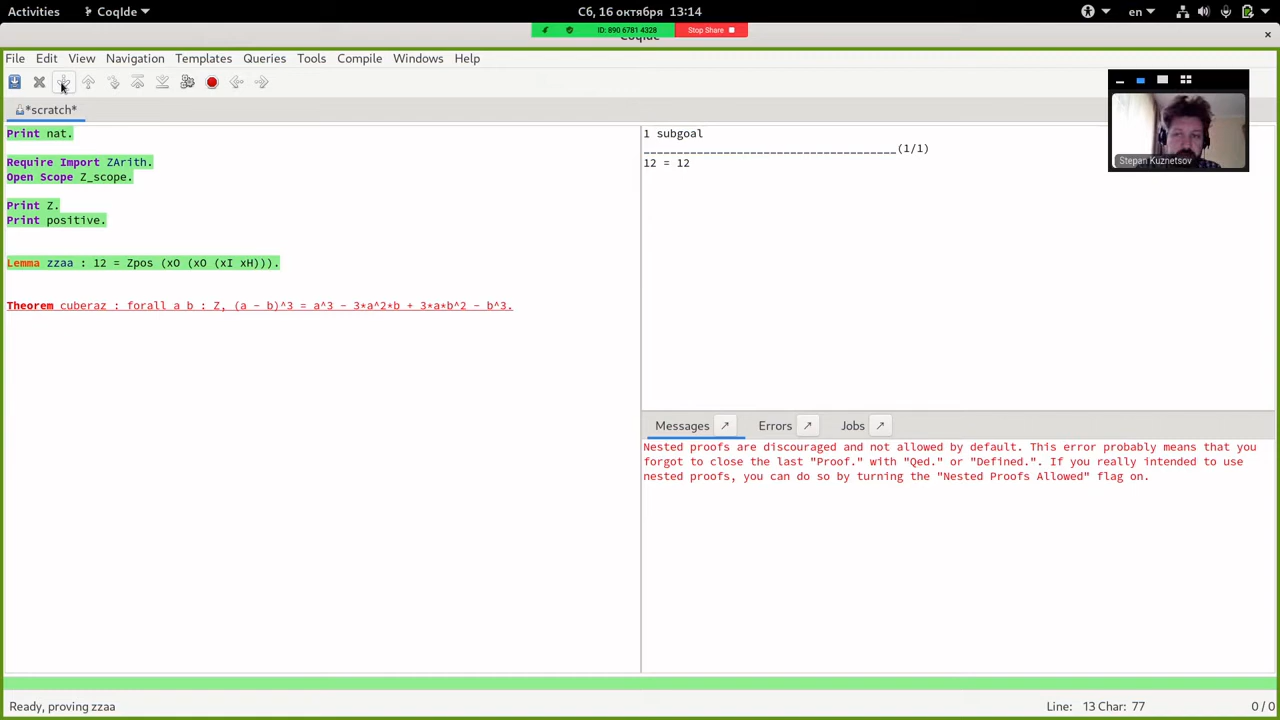 Activities CoqIde Сб, 16 октября 13:14 en
ID: 890 6781 4328 Stop Share
File Edit View Navigation Templates Queries Tools Compile Windows Help
*scratch*
Print nat.
Require Import ZArith.
Open Scope Z_scope.
Print Z.
Print positive.
Lemma zzaa : 12 = Zpos (xO (xO (xI xH))).
Theorem cuberaz : forall a b : Z, (a - b)^3 = a^3 - 3*a^2*b + 3*a*b^2 - b^3.
1 subgoal
______________________________________(1/1)
12 = 12
Stepan Kuznetsov
Messages Errors Jobs
Nested proofs are discouraged and not allowed by default. This error probably means that you
forgot to close the last "Proof." with "Qed." or "Defined.". If you really intended to use
nested proofs, you can do so by turning the "Nested Proofs Allowed" flag on.
Ready, proving zzaa Line: 13 Char: 77 0 / 0